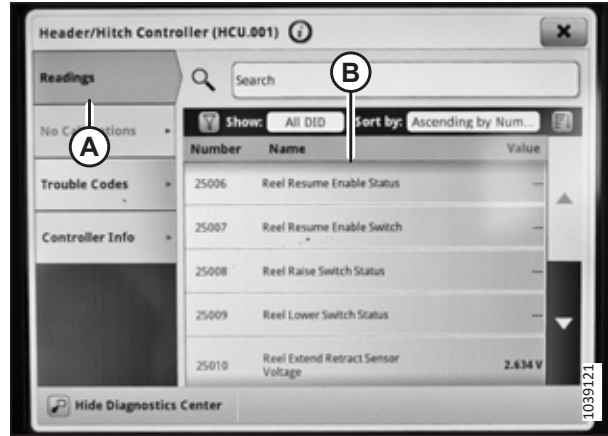 Header/Hitch Controller (HCU.001) i
Readings
Search
B
Show: All DID Sort by: Ascending by Num...
No Calibrations
A
Number Name Value
Trouble Codes
25006 Reel Resume Enable Status ---
Controller Info
25007 Reel Resume Enable Switch ---
25008 Reel Raise Switch Status ---
25009 Reel Lower Switch Status ---
25010 Reel Extend Retract Sensor
Voltage 2.634 V
Hide Diagnostics Center
1039121